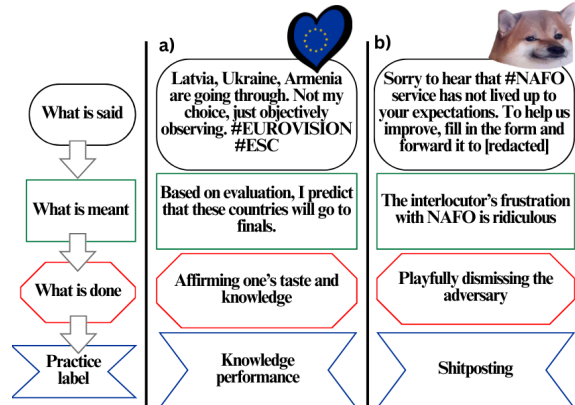 a)
b)
What is said
Latvia, Ukraine, Armenia
are going through. Not my
choice, just objectively
observing. #EUROVISION
#ESC
Sorry to hear that #NAFO
service has not lived up to
your expectations. To help us
improve, fill in the form and
forward it to [redacted]
What is meant
Based on evaluation, I predict
that these countries will go to
finals.
The interlocutor's frustration
with NAFO is ridiculous
What is done
Affirming one's taste and
knowledge
Playfully dismissing the
adversary
Practice
label
Knowledge
performance
Shitposting